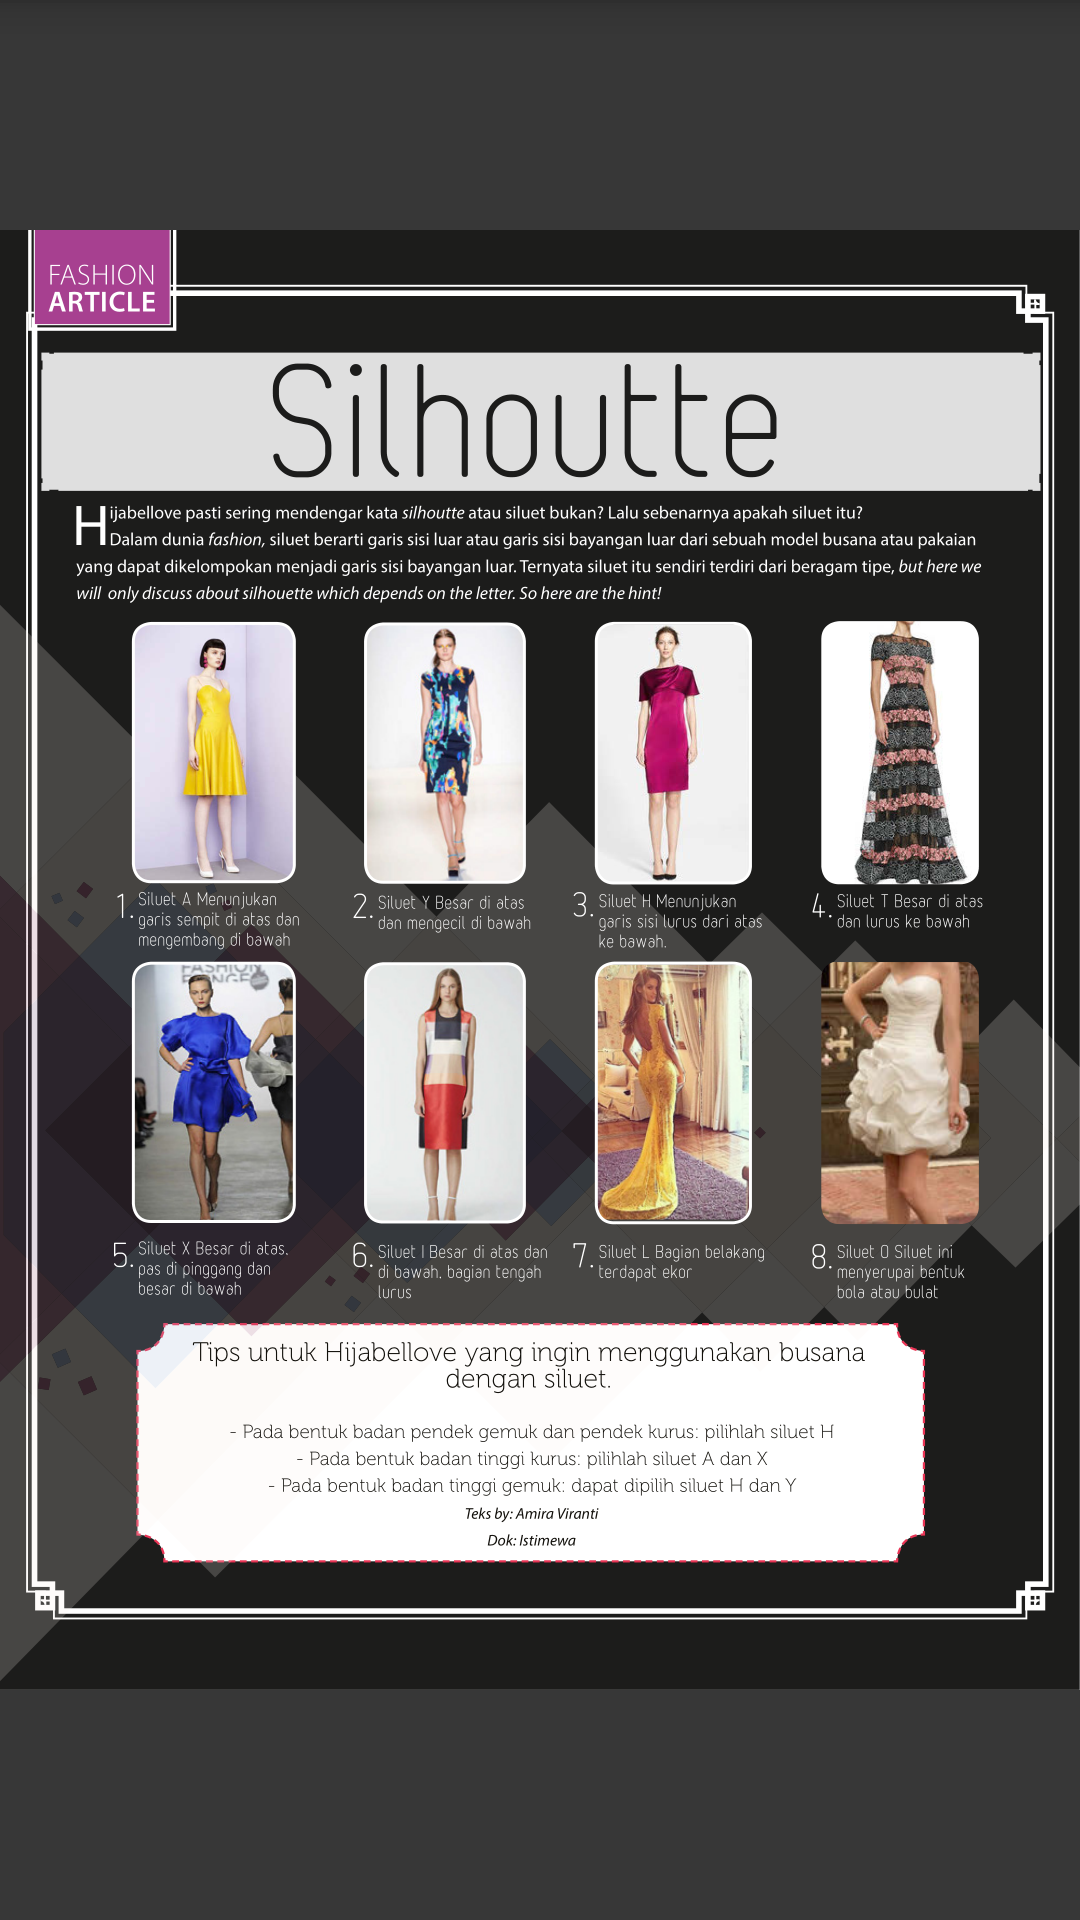 FASHION
ARTICLE
Silhoutte
Hijabellove pasti sering mendengar kata silhoutte atau siluet bukan? Lalu sebenarnya apakah siluet itu?
Dalam dunia fashion, siluet berarti garis sisi luar atau garis sisi bayangan luar dari sebuah model busana atau pakaian
yang dapat dikelompokan menjadi garis sisi bayangan luar. Ternyata siluet itu sendiri terdiri dari beragam tipe, but here we
will only discuss about silhouette which depends on the letter. So here are the hint!
1. Siluet A Menunjukan
garis sempit di atas dan
mengembang di bawah
2. Siluet Y Besar di atas
dan mengecil di bawah
3. Siluet H Menunjukan
garis sisi lurus dari atas
ke bawah.
4. Siluet T Besar di atas
dan lurus ke bawah
FASHION
FRINGE
5. Siluet X Besar di atas,
pas di pinggang dan
besar di bawah
6. Siluet I Besar di atas dan
di bawah, bagian tengah
lurus
7. Siluet L Bagian belakang
terdapat ekor
8. Siluet O Siluet ini
menyerupai bentuk
bola atau bulat
Tips untuk Hijabellove yang ingin menggunakan busana
dengan siluet.
- Pada bentuk badan pendek gemuk dan pendek kurus: pilihlah siluet H
- Pada bentuk badan tinggi kurus: pilihlah siluet A dan X
- Pada bentuk badan tinggi gemuk: dapat dipilih siluet H dan Y
Teks by: Amira Viranti
Dok: Istimewa